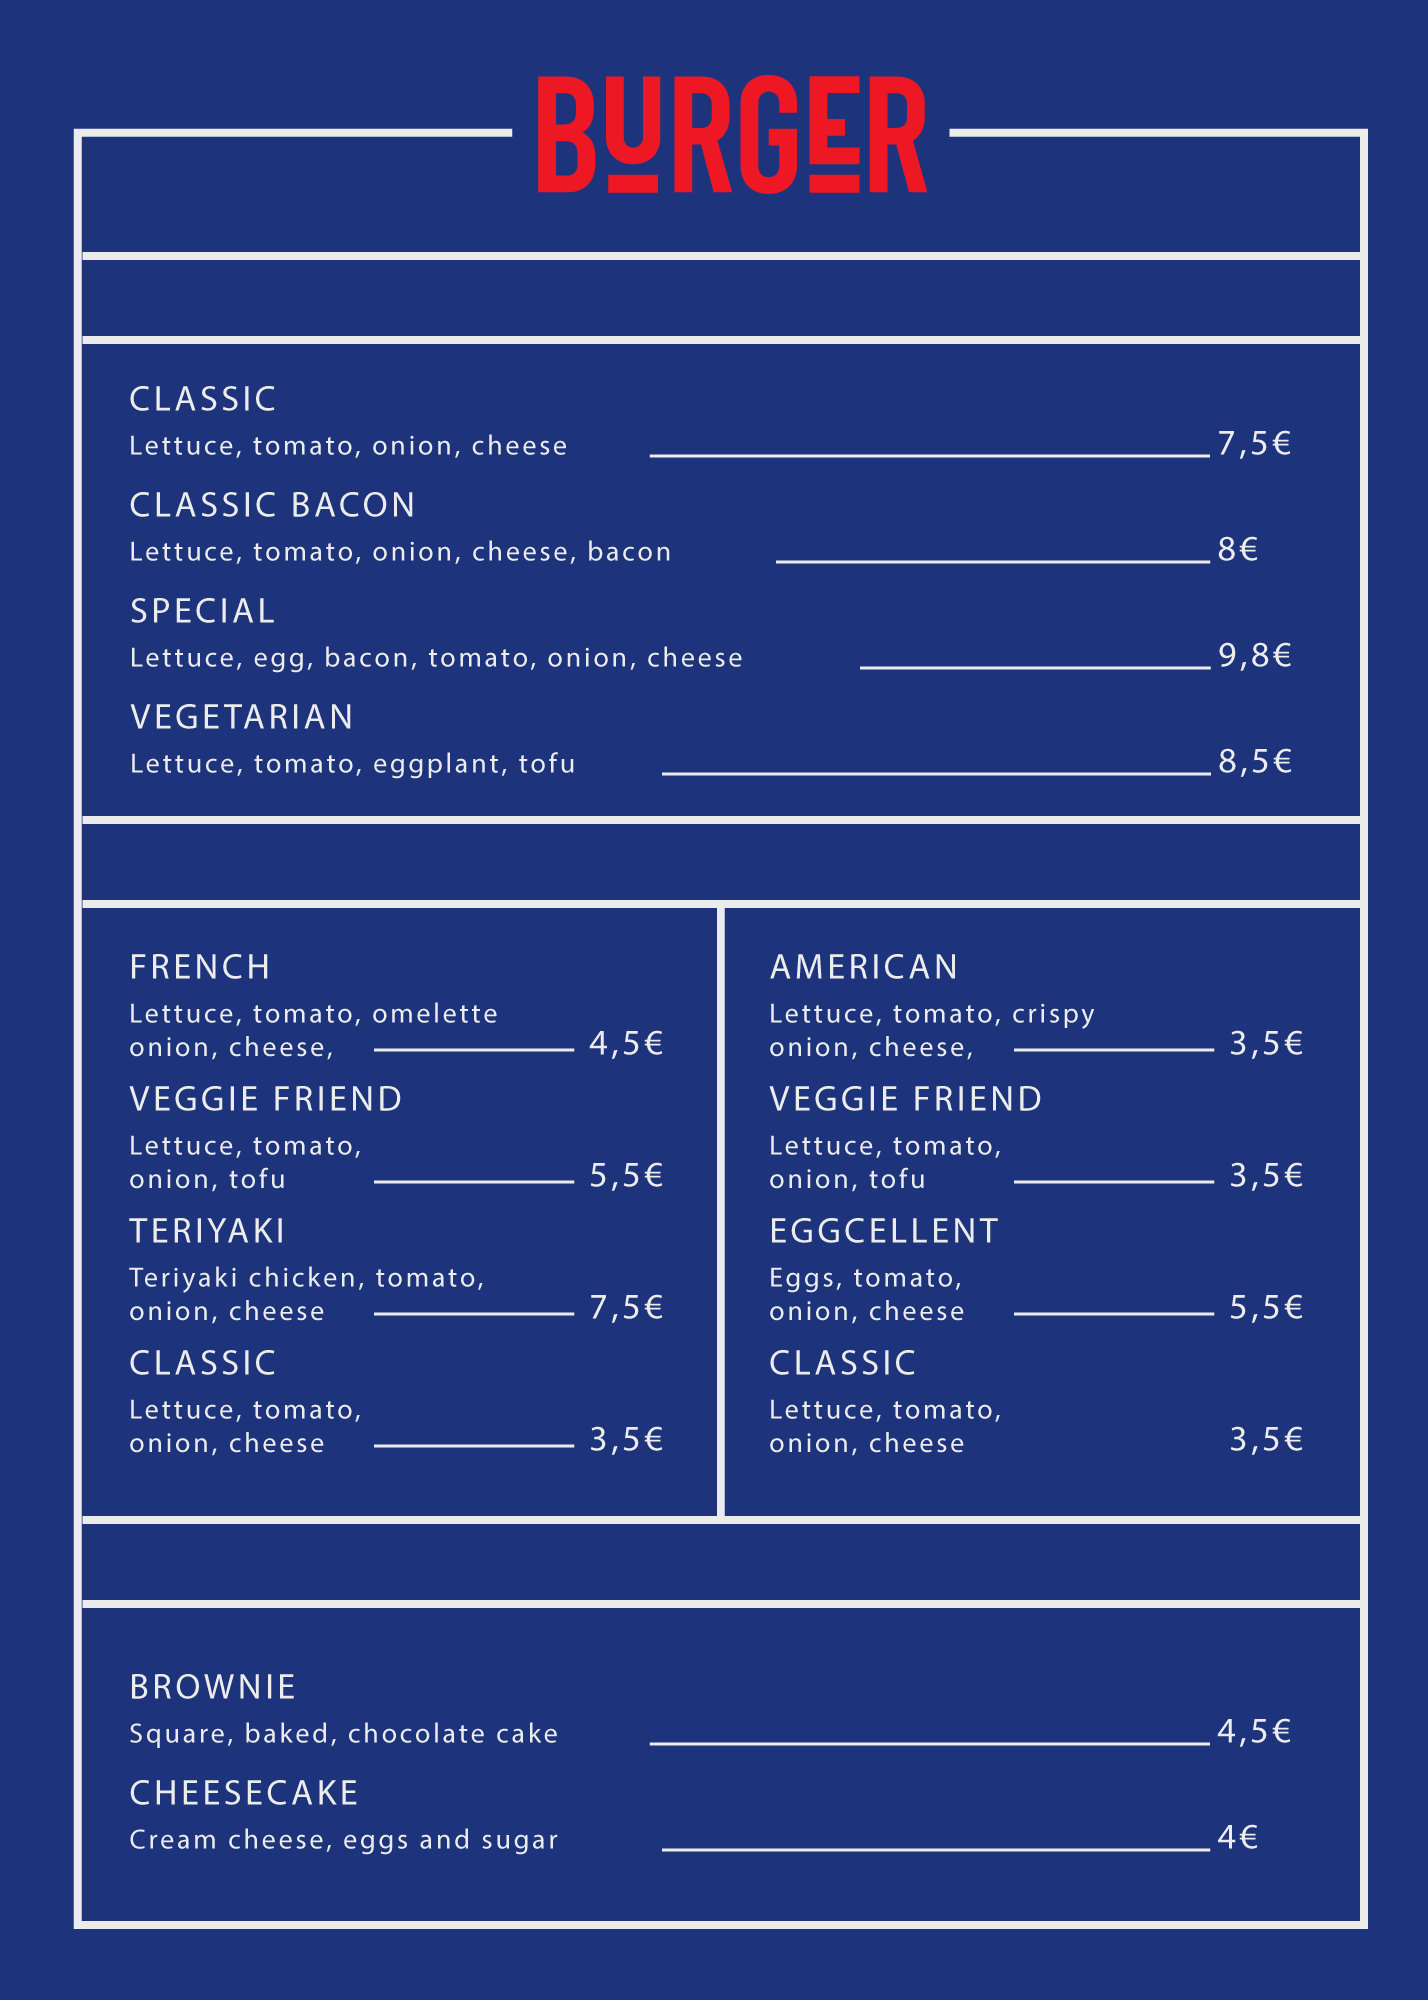 BURGER
CLASSIC
Lettuce, tomato, onion, cheese 7,5€
CLASSIC BACON
Lettuce, tomato, onion, cheese, bacon 8€
SPECIAL
Lettuce, egg, bacon, tomato, onion, cheese 9,8€
VEGETARIAN
Lettuce, tomato, eggplant, tofu 8,5€
FRENCH
Lettuce, tomato, omelette
onion, cheese, 4,5€
VEGGIE FRIEND
Lettuce, tomato,
onion, tofu 5,5€
TERIYAKI
Teriyaki chicken, tomato,
onion, cheese 7,5€
CLASSIC
Lettuce, tomato,
onion, cheese 3,5€
AMERICAN
Lettuce, tomato, crispy
onion, cheese, 3,5€
VEGGIE FRIEND
Lettuce, tomato,
onion, tofu 3,5€
EGGCELLENT
Eggs, tomato,
onion, cheese 5,5€
CLASSIC
Lettuce, tomato,
onion, cheese 3,5€
BROWNIE
Square, baked, chocolate cake 4,5€
CHEESECAKE
Cream cheese, eggs and sugar 4€